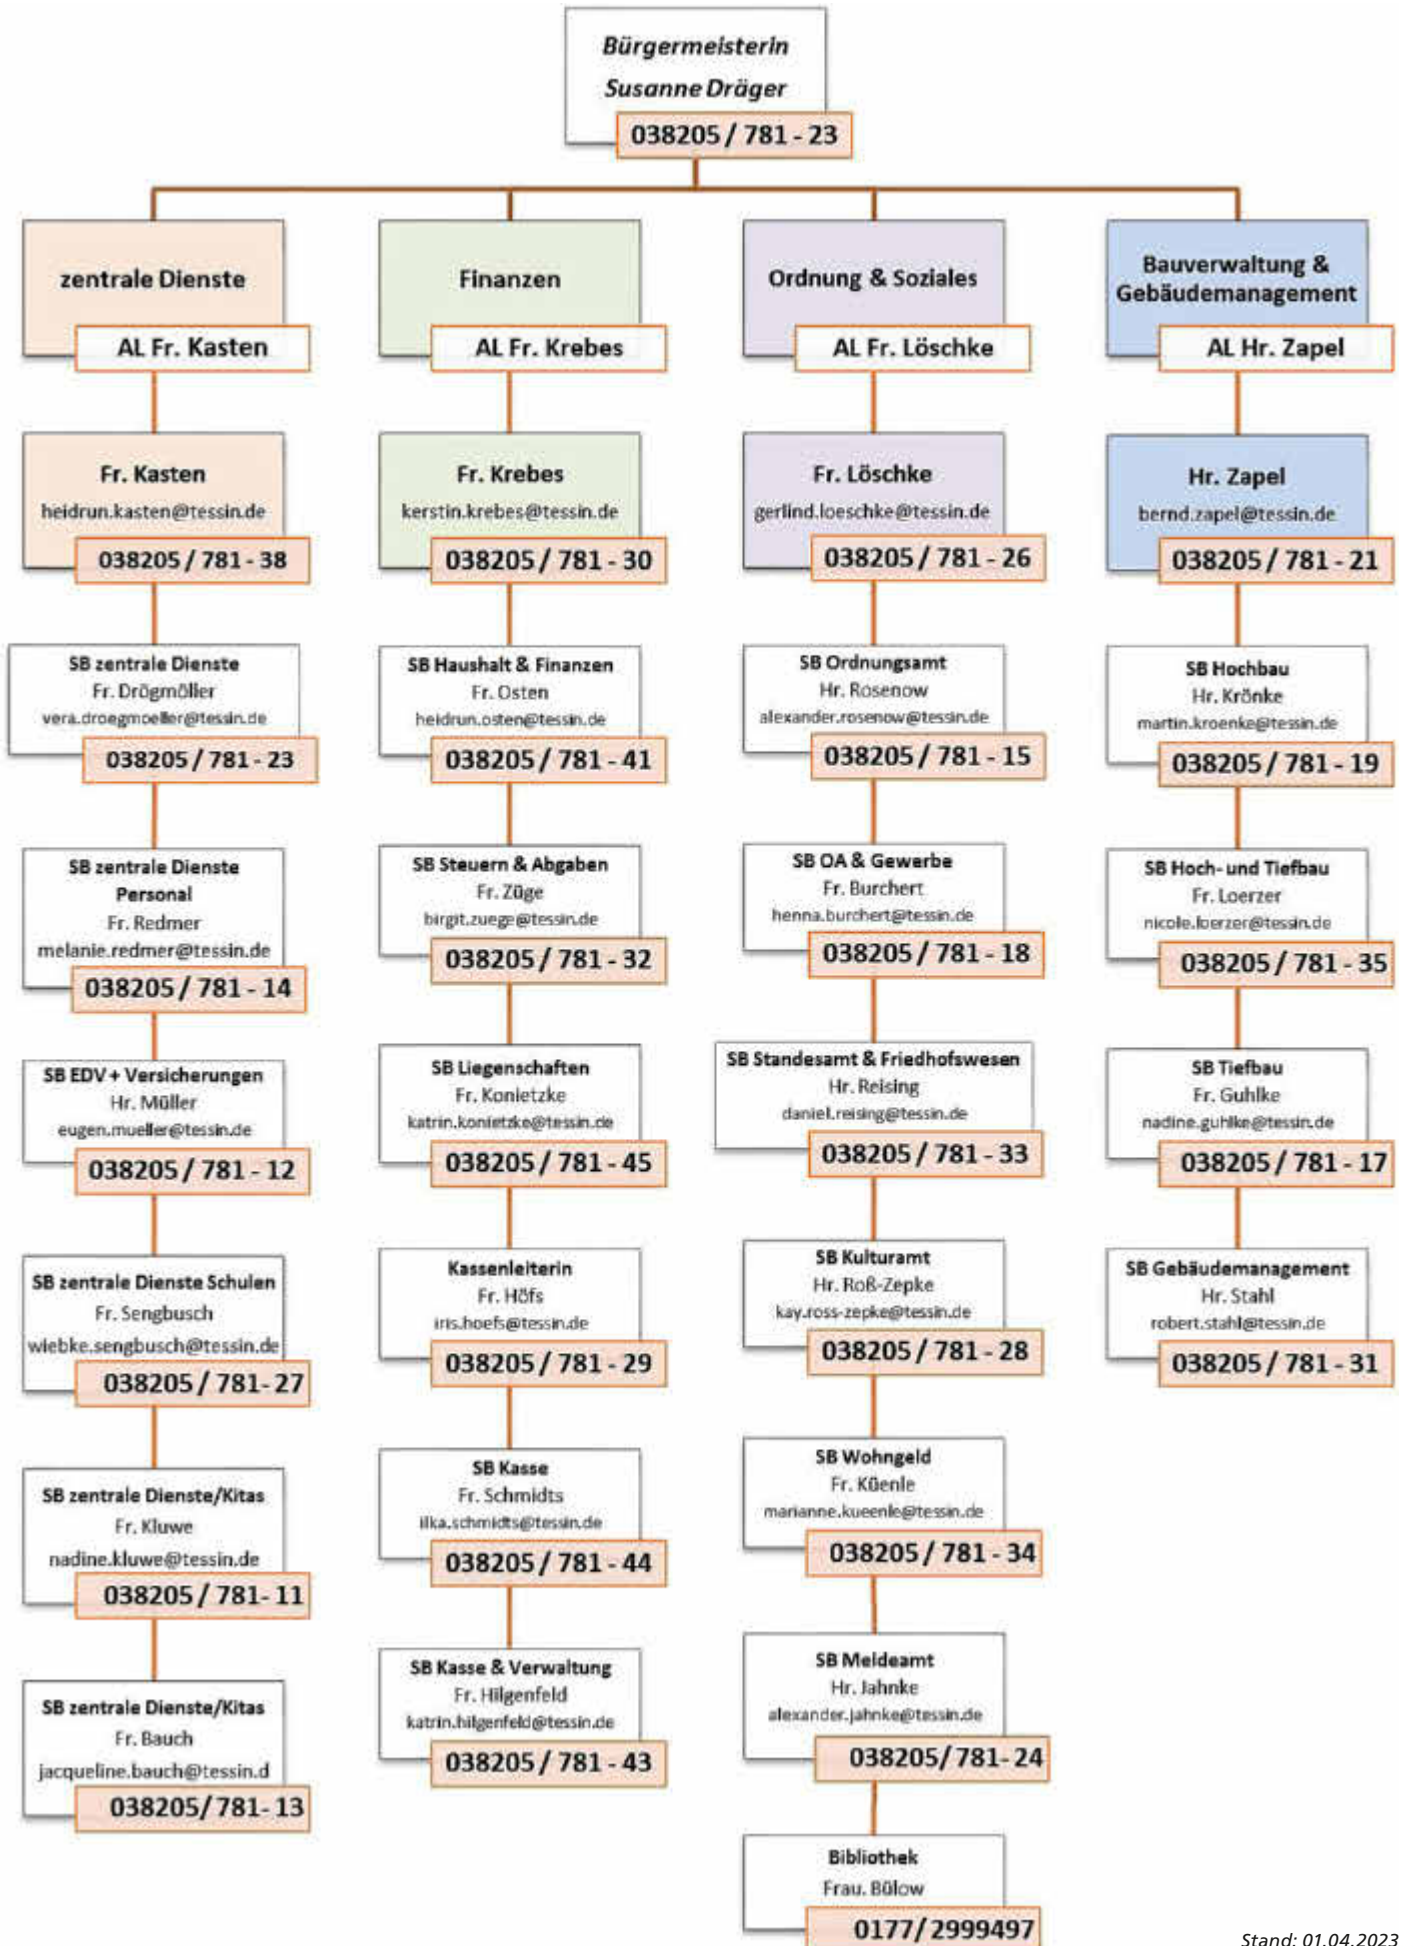 Bürgermeisterin
Susanne Dräger
038205 / 781 - 23
zentrale Dienste
AL Fr. Kasten
Fr. Kasten
heidrun.kasten@tessin.de
038205 / 781 - 38
SB zentrale Dienste
Fr. Drögmöller
vera.droegmoeller@tessin.de
038205 / 781 - 23
SB zentrale Dienste
Personal
Fr. Redmer
melanie.redmer@tessin.de
038205 / 781 - 14
SB EDV + Versicherungen
Hr. Müller
eugen.mueller@tessin.de
038205 / 781 - 12
SB zentrale Dienste Schulen
Fr. Sengbusch
wiebke.sengbusch@tessin.de
038205 / 781- 27
SB zentrale Dienste/Kitas
Fr. Kluwe
nadine.kluwe@tessin.de
038205 / 781- 11
SB zentrale Dienste/Kitas
Fr. Bauch
jacqueline.bauch@tessin.d
038205/ 781- 13
Finanzen
AL Fr. Krebes
Fr. Krebes
kerstin.krebes@tessin.de
038205 / 781 - 30
SB Haushalt & Finanzen
Fr. Osten
heidrun.osten@tessin.de
038205 / 781 - 41
SB Steuern & Abgaben
Fr. Züge
birgit.zuege@tessin.de
038205 / 781 - 32
SB Liegenschaften
Fr. Konietzke
katrin.konietzke@tessin.de
038205 / 781 - 45
Kassenleiterin
Fr. Höfs
iris.hoefs@tessin.de
038205 / 781 - 29
SB Kasse
Fr. Schmidts
ilka.schmidts@tessin.de
038205 / 781 - 44
SB Kasse & Verwaltung
Fr. Hilgenfeld
katrin.hilgenfeld@tessin.de
038205 / 781 - 43
Ordnung & Soziales
AL Fr. Löschke
Fr. Löschke
gerlind.loeschke@tessin.de
038205 / 781 - 26
SB Ordnungsamt
Hr. Rosenow
alexander.rosenow@tessin.de
038205 / 781 - 15
SB OA & Gewerbe
Fr. Burchert
henna.burchert@tessin.de
038205 / 781 - 18
SB Standesamt & Friedhofswesen
Hr. Reising
daniel.reising@tessin.de
038205 / 781 - 33
SB Kulturamt
Hr. Roß-Zepke
kay.ross-zepke@tessin.de
038205 / 781 - 28
SB Wohngeld
Fr. Küenle
marianne.kueenle@tessin.de
038205 / 781 - 34
SB Meldeamt
Hr. Jahnke
alexander.jahnke@tessin.de
038205/ 781- 24
Bibliothek
Frau. Bülow
0177/ 2999497
Bauverwaltung &
Gebäudemanagement
AL Hr. Zapel
Hr. Zapel
bernd.zapel@tessin.de
038205 / 781 - 21
SB Hochbau
Hr. Krönke
martin.kroenke@tessin.de
038205 / 781 - 19
SB Hoch- und Tiefbau
Fr. Loerzer
nicole.loerzer@tessin.de
038205 / 781 - 35
SB Tiefbau
Fr. Guhlke
nadine.guhlke@tessin.de
038205 / 781 - 17
SB Gebäudemanagement
Hr. Stahl
robert.stahl@tessin.de
038205 / 781 - 31
Stand: 01.04.2023